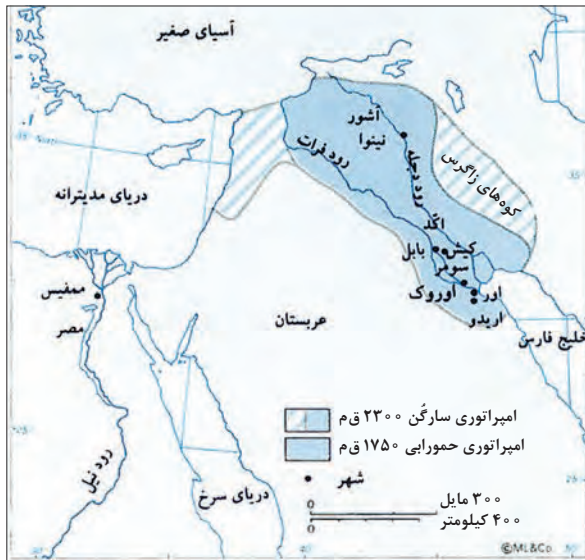 آسیای صغیر
آشور
نینوا
رود فرات
رود دجله
کوه‌های زاگرس
دریای مدیترانه
اکّد
بابل
کیش
سومر
اوروک
اور
اریدو
خلیج فارس
ممفیس
مصر
عربستان
رود نیل
دریای سرخ
امپراتوری سارگُن ۲۳۰۰ ق‌م
امپراتوری حمورابی ۱۷۵۰ ق‌م
شهر
۳۰۰ مایل
۴۰۰ کیلومتر
©ML&Co.